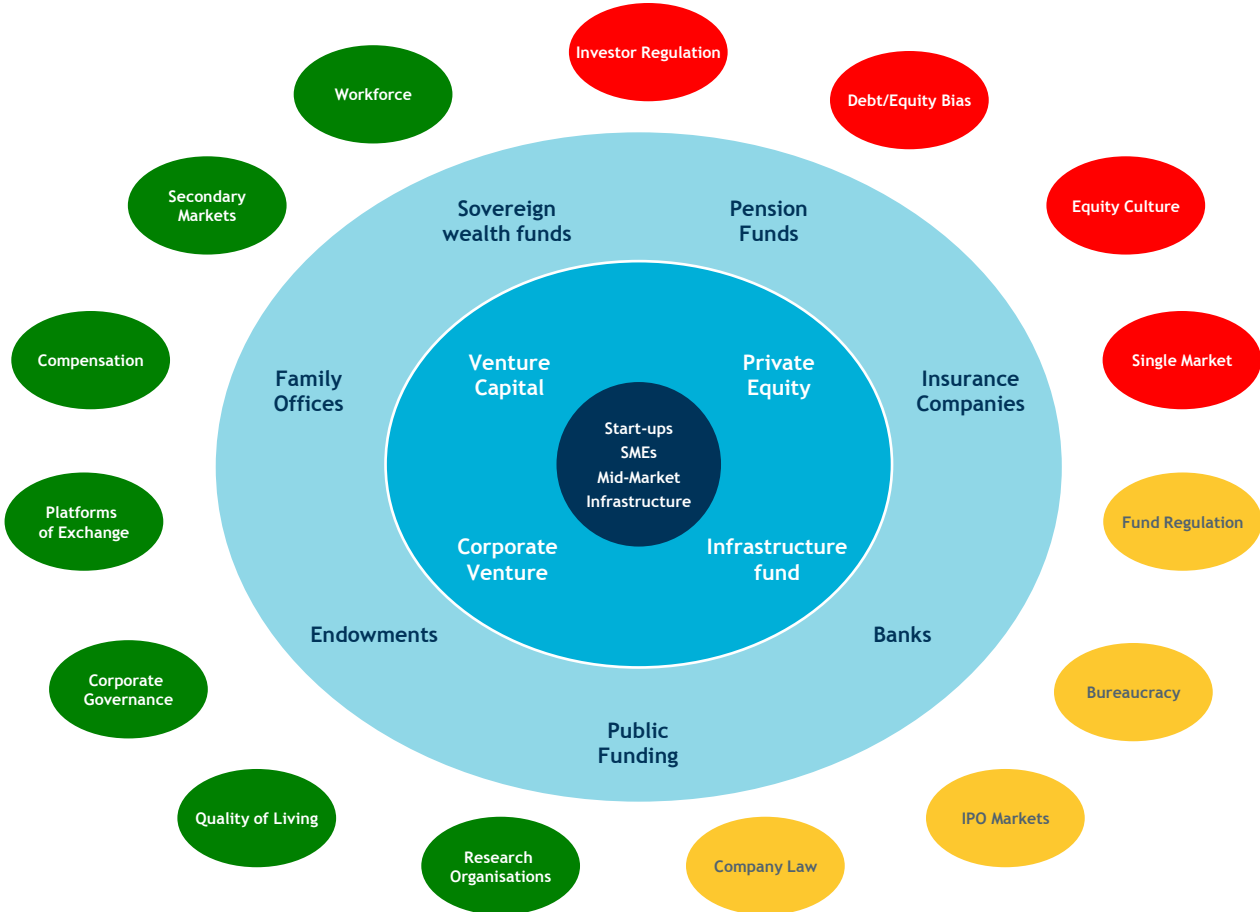 Investor Regulation
Workforce
Debt/Equity Bias
Secondary
Markets
Equity Culture
Sovereign
wealth funds
Pension
Funds
Compensation
Single Market
Family
Offices
Venture
Capital
Private
Equity
Insurance
Companies
Start-ups
SMEs
Mid-Market
Infrastructure
Platforms
of Exchange
Fund Regulation
Corporate
Venture
Infrastructure
fund
Endowments
Banks
Corporate
Governance
Bureaucracy
Public
Funding
Quality of Living
IPO Markets
Research
Organisations
Company Law